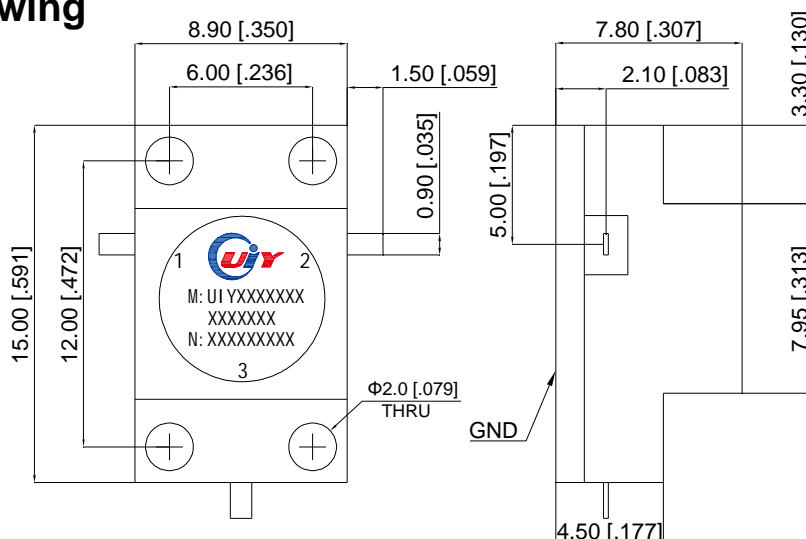 wing
8.90 [.350]
6.00 [.236]
1.50 [.059]
0.90 [.035]
15.00 [.591]
12.00 [.472]
1
UiY
2
M: UIYXXXXXXX
XXXXXXX
N: XXXXXXXXX
3
Φ2.0 [.079]
THRU
7.80 [.307]
2.10 [.083]
3.30 [.130]
5.00 [.197]
7.95 [.313]
GND
4.50 [.177]